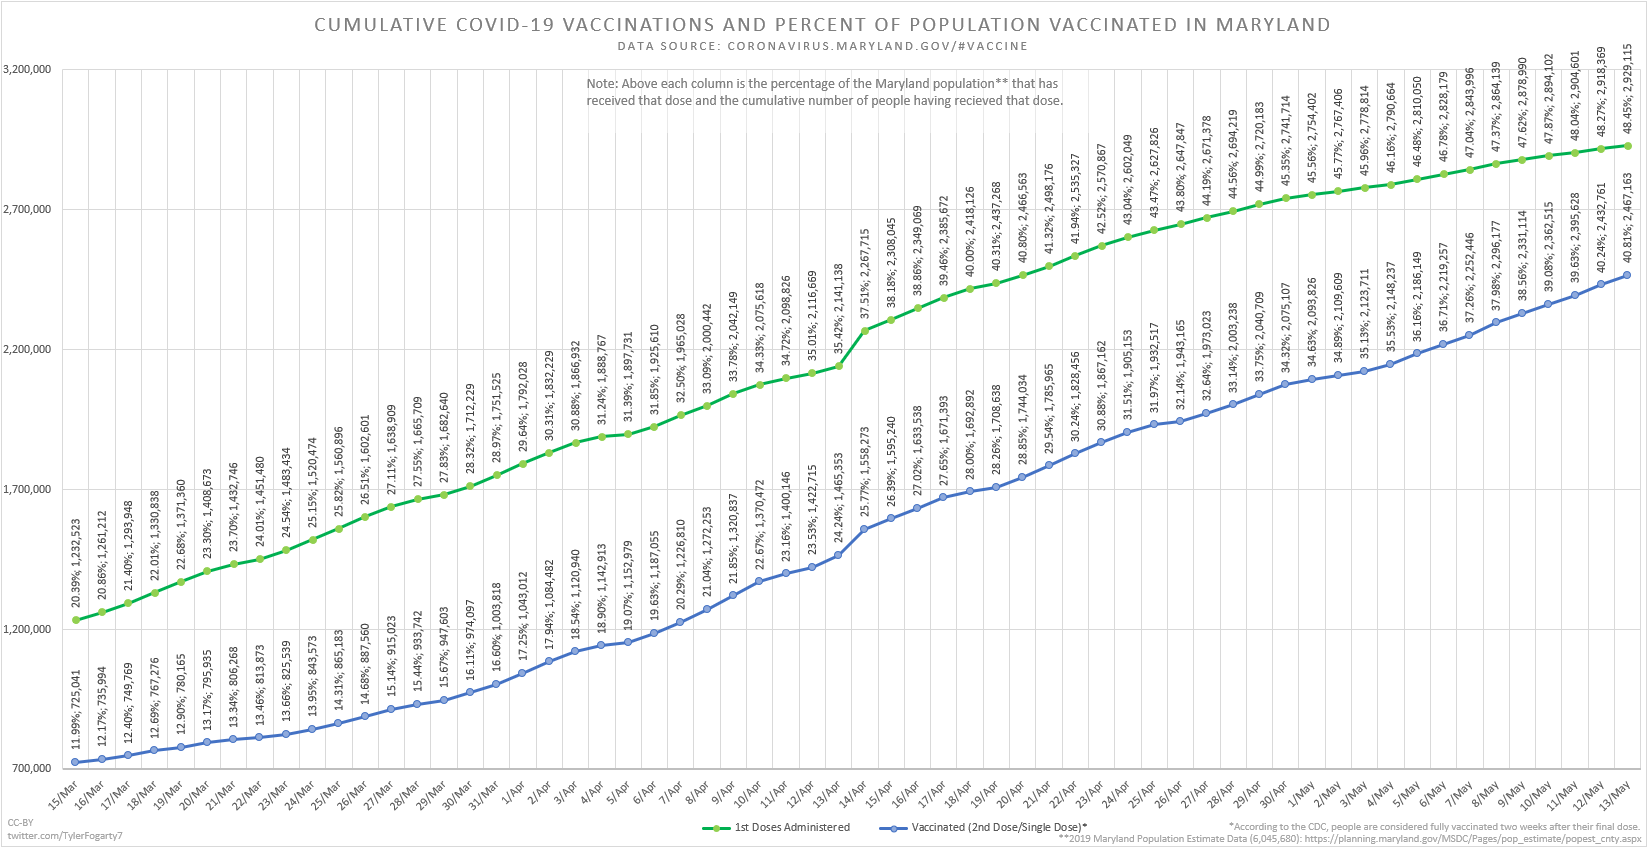 CUMULATIVE COVID-19 VACCINATIONS AND PERCENT OF POPULATION VACCINATED IN MARYLAND
DATA SOURCE: CORONAVIRUS.MARYLAND.GOV/#VACCINE
Note: Above each column is the percentage of the Maryland population** that has
received that dose and the cumulative number of people having recieved that dose.
3,200,000
2,700,000
2,200,000
1,700,000
1,200,000
700,000
20.39%; 1,232,523
20.86%; 1,261,212
21.40%; 1,293,948
22.01%; 1,330,838
22.68%; 1,371,360
23.30%; 1,408,673
23.70%; 1,432,746
24.01%; 1,451,480
24.54%; 1,483,434
25.15%; 1,520,474
25.82%; 1,560,896
26.51%; 1,602,601
27.11%; 1,638,909
27.55%; 1,665,709
27.83%; 1,682,640
28.32%; 1,712,229
28.97%; 1,751,525
29.64%; 1,792,028
30.31%; 1,832,229
30.88%; 1,866,932
31.24%; 1,888,767
31.39%; 1,897,731
31.85%; 1,925,610
32.50%; 1,965,028
33.09%; 2,000,442
33.78%; 2,042,149
34.33%; 2,075,618
34.72%; 2,098,826
35.01%; 2,116,669
35.42%; 2,141,138
37.51%; 2,267,715
38.18%; 2,308,045
38.86%; 2,349,069
39.46%; 2,385,672
40.00%; 2,418,126
40.31%; 2,437,268
40.80%; 2,466,563
41.32%; 2,498,176
41.94%; 2,535,327
42.52%; 2,570,867
43.04%; 2,602,049
43.47%; 2,627,826
43.80%; 2,647,847
44.19%; 2,671,378
44.56%; 2,694,219
44.99%; 2,720,183
45.35%; 2,741,714
45.56%; 2,754,402
45.77%; 2,767,406
45.96%; 2,778,814
46.16%; 2,790,664
46.48%; 2,810,050
46.78%; 2,828,179
47.04%; 2,843,996
47.37%; 2,864,139
47.62%; 2,878,990
47.87%; 2,894,102
48.04%; 2,904,601
48.27%; 2,918,369
48.45%; 2,929,115
11.99%; 725,041
12.17%; 735,994
12.40%; 749,769
12.69%; 767,276
12.90%; 780,165
13.17%; 795,935
13.34%; 806,268
13.46%; 813,873
13.66%; 825,539
13.95%; 843,573
14.31%; 865,183
14.68%; 887,560
15.14%; 915,023
15.44%; 933,742
15.67%; 947,603
16.11%; 974,097
16.60%; 1,003,818
17.25%; 1,043,012
17.94%; 1,084,482
18.54%; 1,120,940
18.90%; 1,142,913
19.07%; 1,152,979
19.63%; 1,187,055
20.29%; 1,226,810
21.04%; 1,272,253
21.85%; 1,320,837
22.67%; 1,370,472
23.16%; 1,400,146
23.53%; 1,422,715
24.24%; 1,465,353
25.77%; 1,558,273
26.39%; 1,595,240
27.02%; 1,633,538
27.65%; 1,671,393
28.00%; 1,692,892
28.26%; 1,708,638
28.85%; 1,744,034
29.54%; 1,785,965
30.24%; 1,828,456
30.88%; 1,867,162
31.51%; 1,905,153
31.97%; 1,932,517
32.14%; 1,943,165
32.64%; 1,973,023
33.14%; 2,003,238
33.75%; 2,040,709
34.32%; 2,075,107
34.63%; 2,093,826
34.89%; 2,109,609
35.13%; 2,123,711
35.53%; 2,148,237
36.16%; 2,186,149
36.71%; 2,219,257
37.26%; 2,252,446
37.98%; 2,296,177
38.56%; 2,331,114
39.08%; 2,362,515
39.63%; 2,395,628
40.24%; 2,432,761
40.81%; 2,467,163
15/Mar
16/Mar
17/Mar
18/Mar
19/Mar
20/Mar
21/Mar
22/Mar
23/Mar
24/Mar
25/Mar
26/Mar
27/Mar
28/Mar
29/Mar
30/Mar
31/Mar
1/Apr
2/Apr
3/Apr
4/Apr
5/Apr
6/Apr
7/Apr
8/Apr
9/Apr
10/Apr
11/Apr
12/Apr
13/Apr
14/Apr
15/Apr
16/Apr
17/Apr
18/Apr
19/Apr
20/Apr
21/Apr
22/Apr
23/Apr
24/Apr
25/Apr
26/Apr
27/Apr
28/Apr
29/Apr
30/Apr
1/May
2/May
3/May
4/May
5/May
6/May
7/May
8/May
9/May
10/May
11/May
12/May
13/May
CC-BY
twitter.com/TylerFogarty7
1st Doses Administered
Vaccinated (2nd Dose/Single Dose)*
*According to the CDC, people are considered fully vaccinated two weeks after their final dose.
**2019 Maryland Population Estimate Data (6,045,680): https://planning.maryland.gov/MSDC/Pages/pop_estimate/popest_cnty.aspx